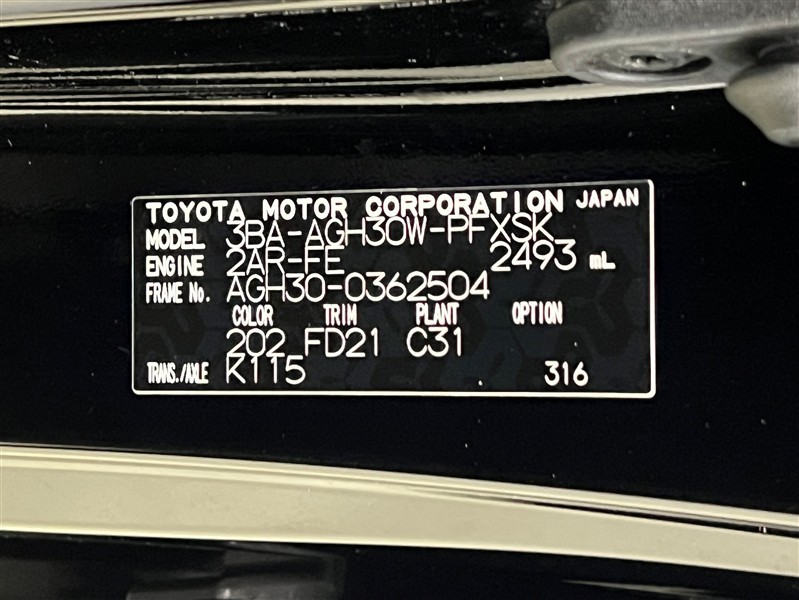 TOYOTA MOTOR CORPORATION JAPAN
MODEL 3BA-AGH30W-PFXSK
ENGINE 2AR-FE 2493 mL
FRAME No. AGH30-0362504
COLOR TRIM PLANT OPTION
202 FD21 C31
TRANS./AXLE K115 316